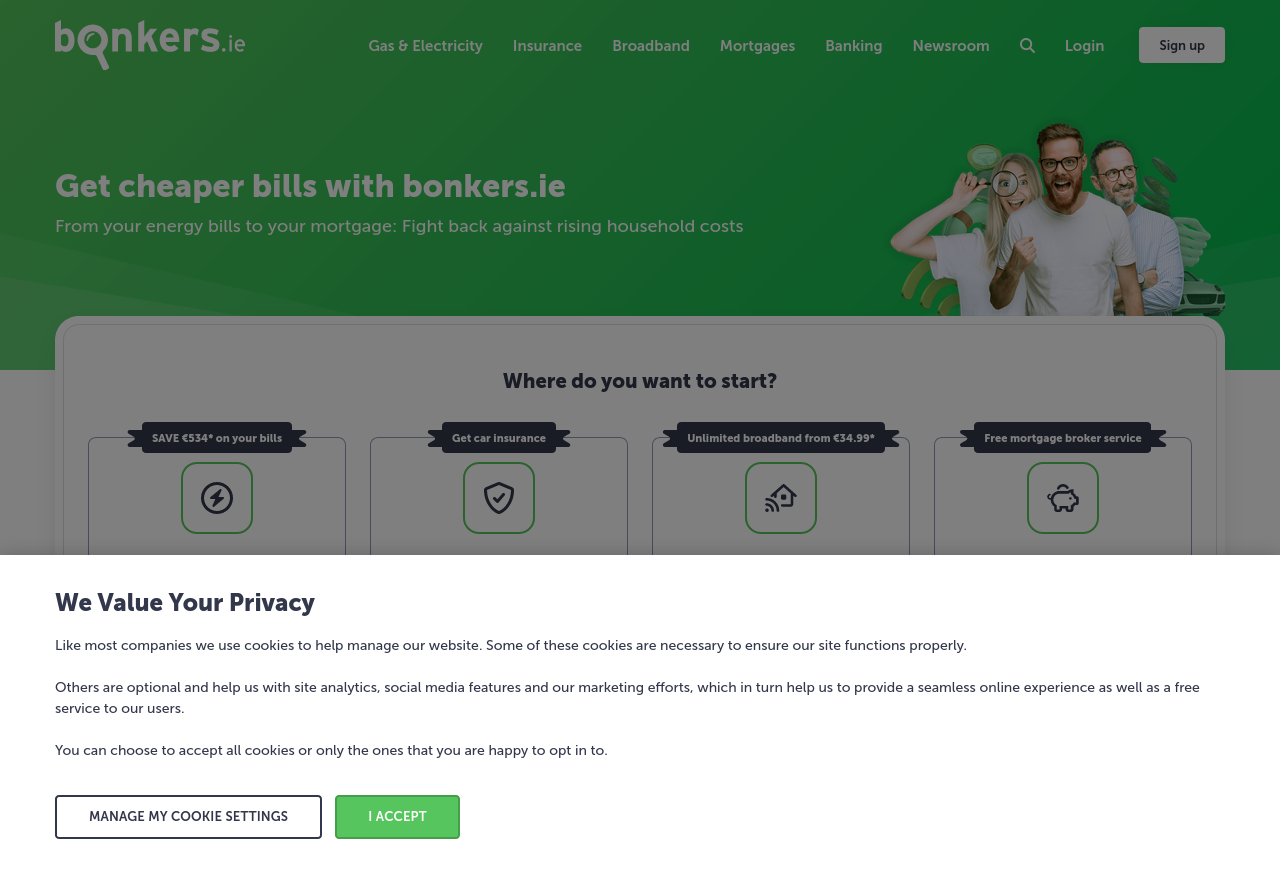 bonkers.ie
Gas & Electricity Insurance Broadband Mortgages Banking Newsroom Login Sign up
Get cheaper bills with bonkers.ie
From your energy bills to your mortgage: Fight back against rising household costs
Where do you want to start?
SAVE €534* on your bills Get car insurance Unlimited broadband from €34.99* Free mortgage broker service
We Value Your Privacy
Like most companies we use cookies to help manage our website. Some of these cookies are necessary to ensure our site functions properly.
Others are optional and help us with site analytics, social media features and our marketing efforts, which in turn help us to provide a seamless online experience as well as a free
service to our users.
You can choose to accept all cookies or only the ones that you are happy to opt in to.
MANAGE MY COOKIE SETTINGS I ACCEPT